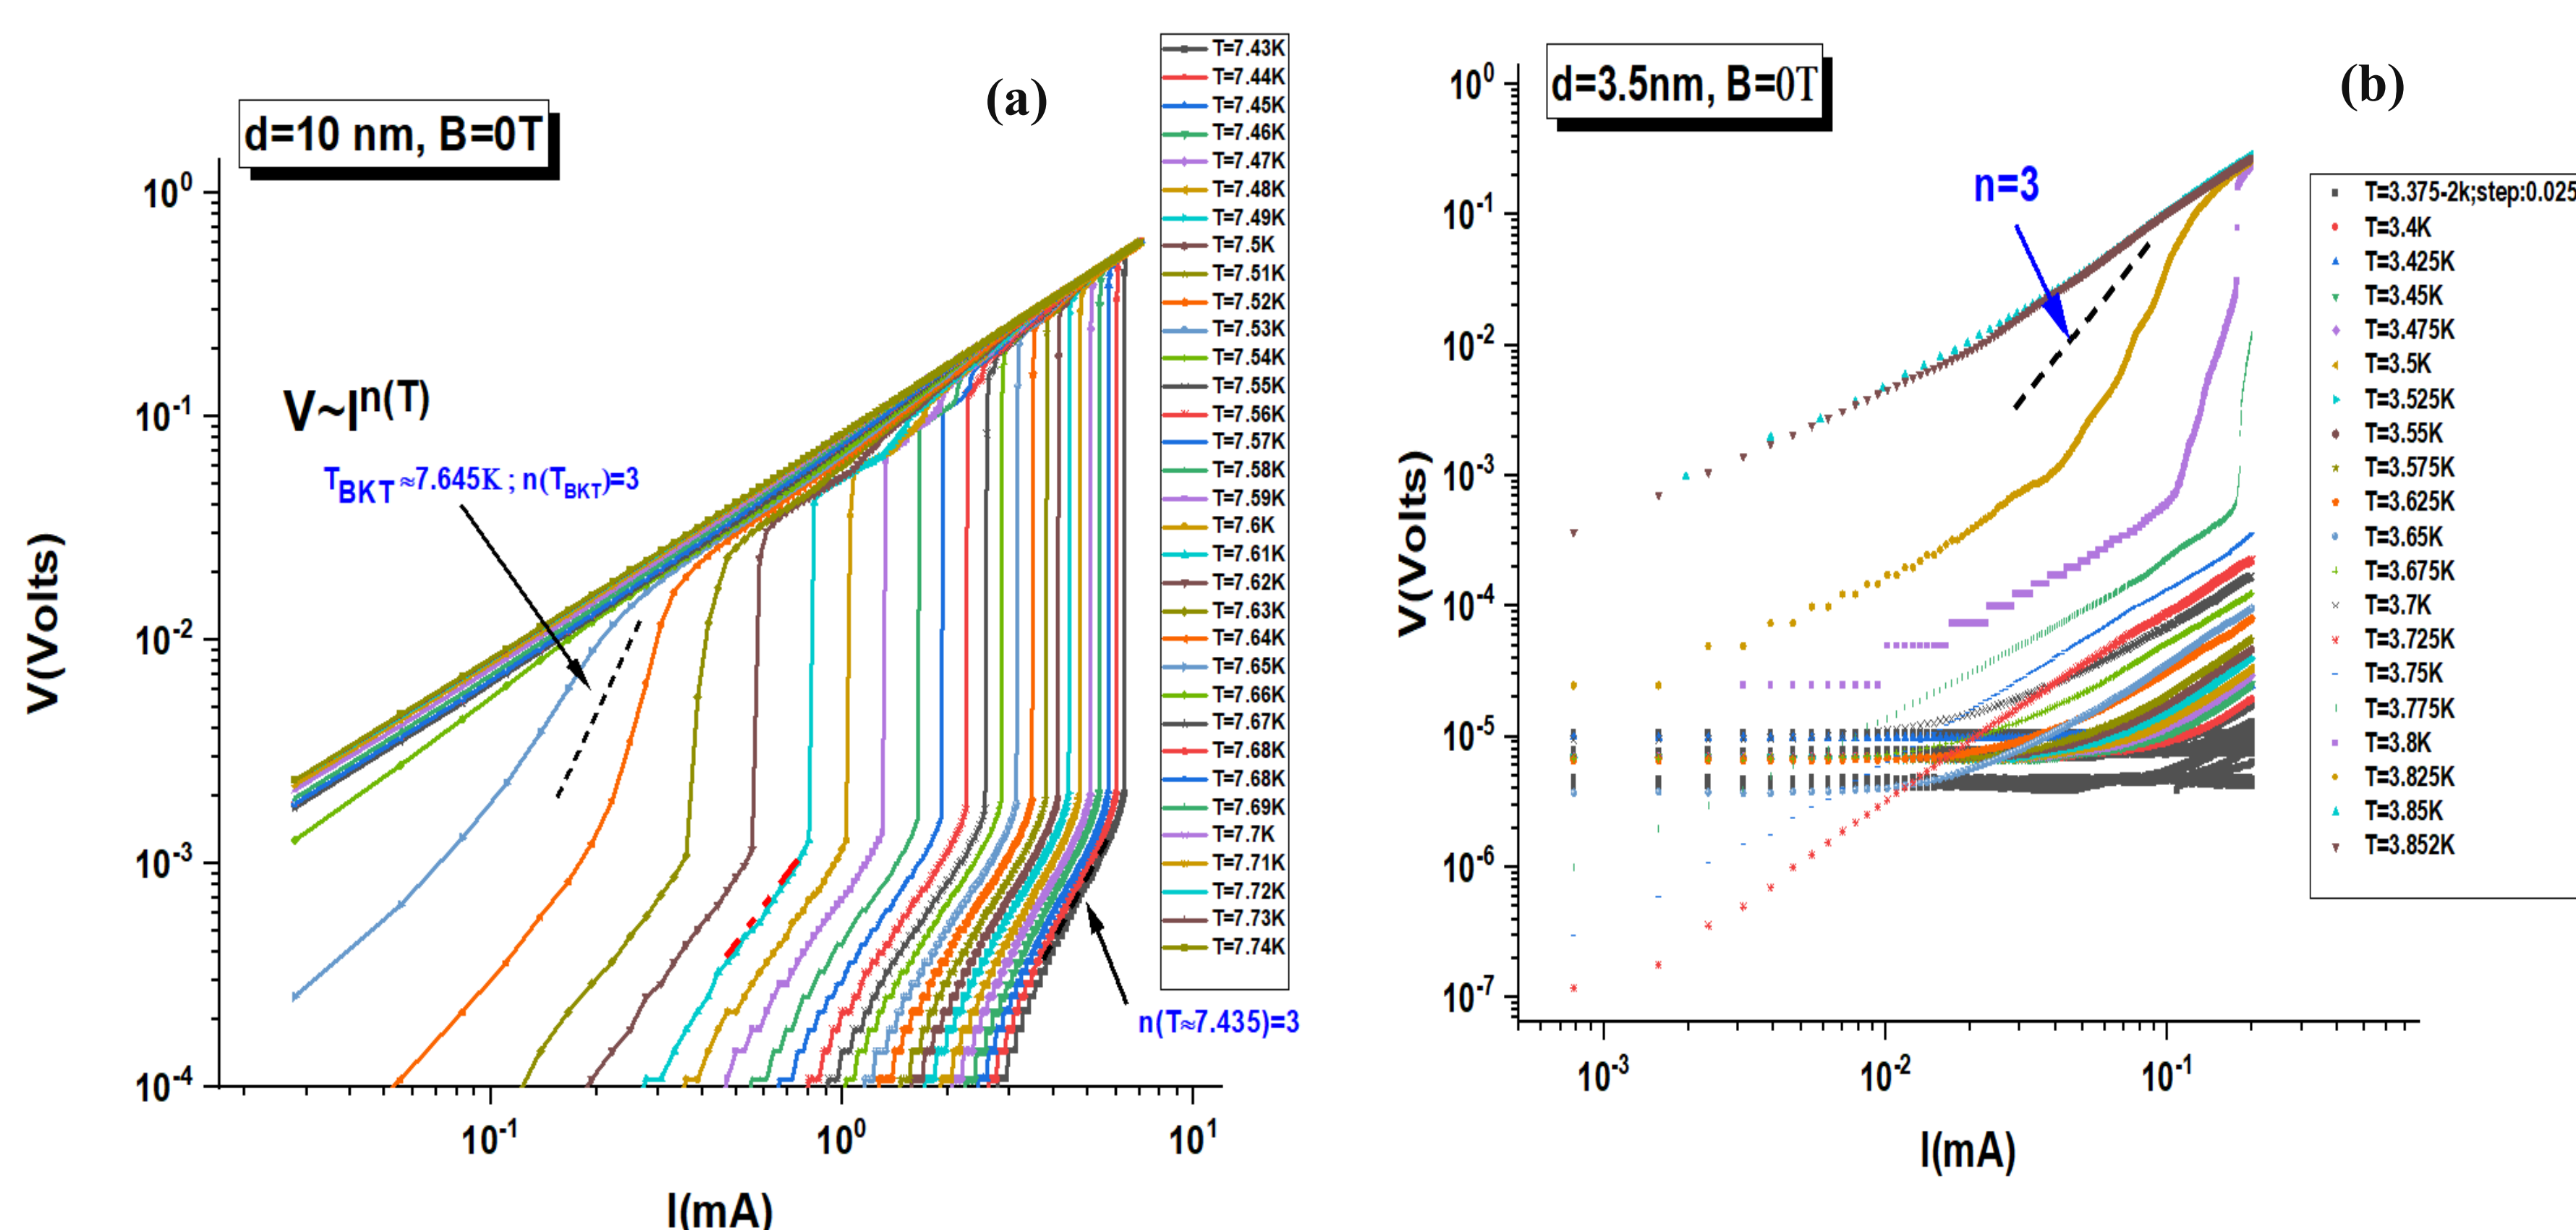 (a)
d=10 nm, B=0T
V~I^n(T)
T_BKT≈7.645K ; n(T_BKT)=3
n(T≈7.435)=3
V(Volts)
10^0
10^-1
10^-2
10^-3
10^-4
10^-1
10^0
10^1
I(mA)
T=7.43K
T=7.44K
T=7.45K
T=7.46K
T=7.47K
T=7.48K
T=7.49K
T=7.5K
T=7.51K
T=7.52K
T=7.53K
T=7.54K
T=7.55K
T=7.56K
T=7.57K
T=7.58K
T=7.59K
T=7.6K
T=7.61K
T=7.62K
T=7.63K
T=7.64K
T=7.65K
T=7.66K
T=7.67K
T=7.68K
T=7.68K
T=7.69K
T=7.7K
T=7.71K
T=7.72K
T=7.73K
T=7.74K
(b)
d=3.5nm, B=0T
n=3
V(Volts)
10^0
10^-1
10^-2
10^-3
10^-4
10^-5
10^-6
10^-7
10^-3
10^-2
10^-1
I(mA)
T=3.375-2k;step:0.025
T=3.4K
T=3.425K
T=3.45K
T=3.475K
T=3.5K
T=3.525K
T=3.55K
T=3.575K
T=3.625K
T=3.65K
T=3.675K
T=3.7K
T=3.725K
T=3.75K
T=3.775K
T=3.8K
T=3.825K
T=3.85K
T=3.852K